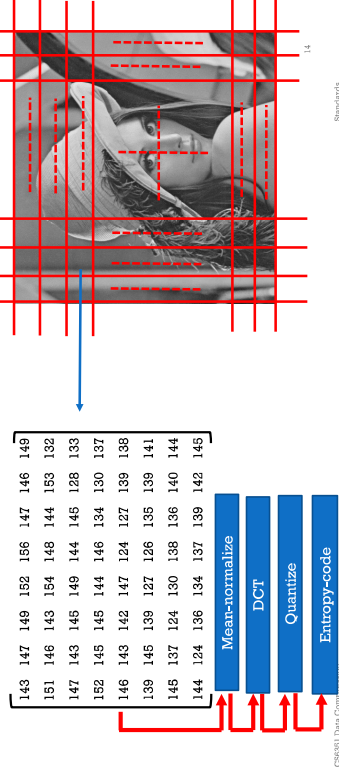 143 147 149 152 156 147 146 149
151 146 143 154 148 144 153 132
147 143 145 149 144 145 128 133
152 145 145 144 146 134 130 137
146 143 142 147 124 127 139 138
139 145 139 127 126 135 139 141
145 137 124 130 138 136 140 144
144 124 136 134 137 139 142 145
Mean-normalize
DCT
Quantize
Entropy-code
14
Data
Standards